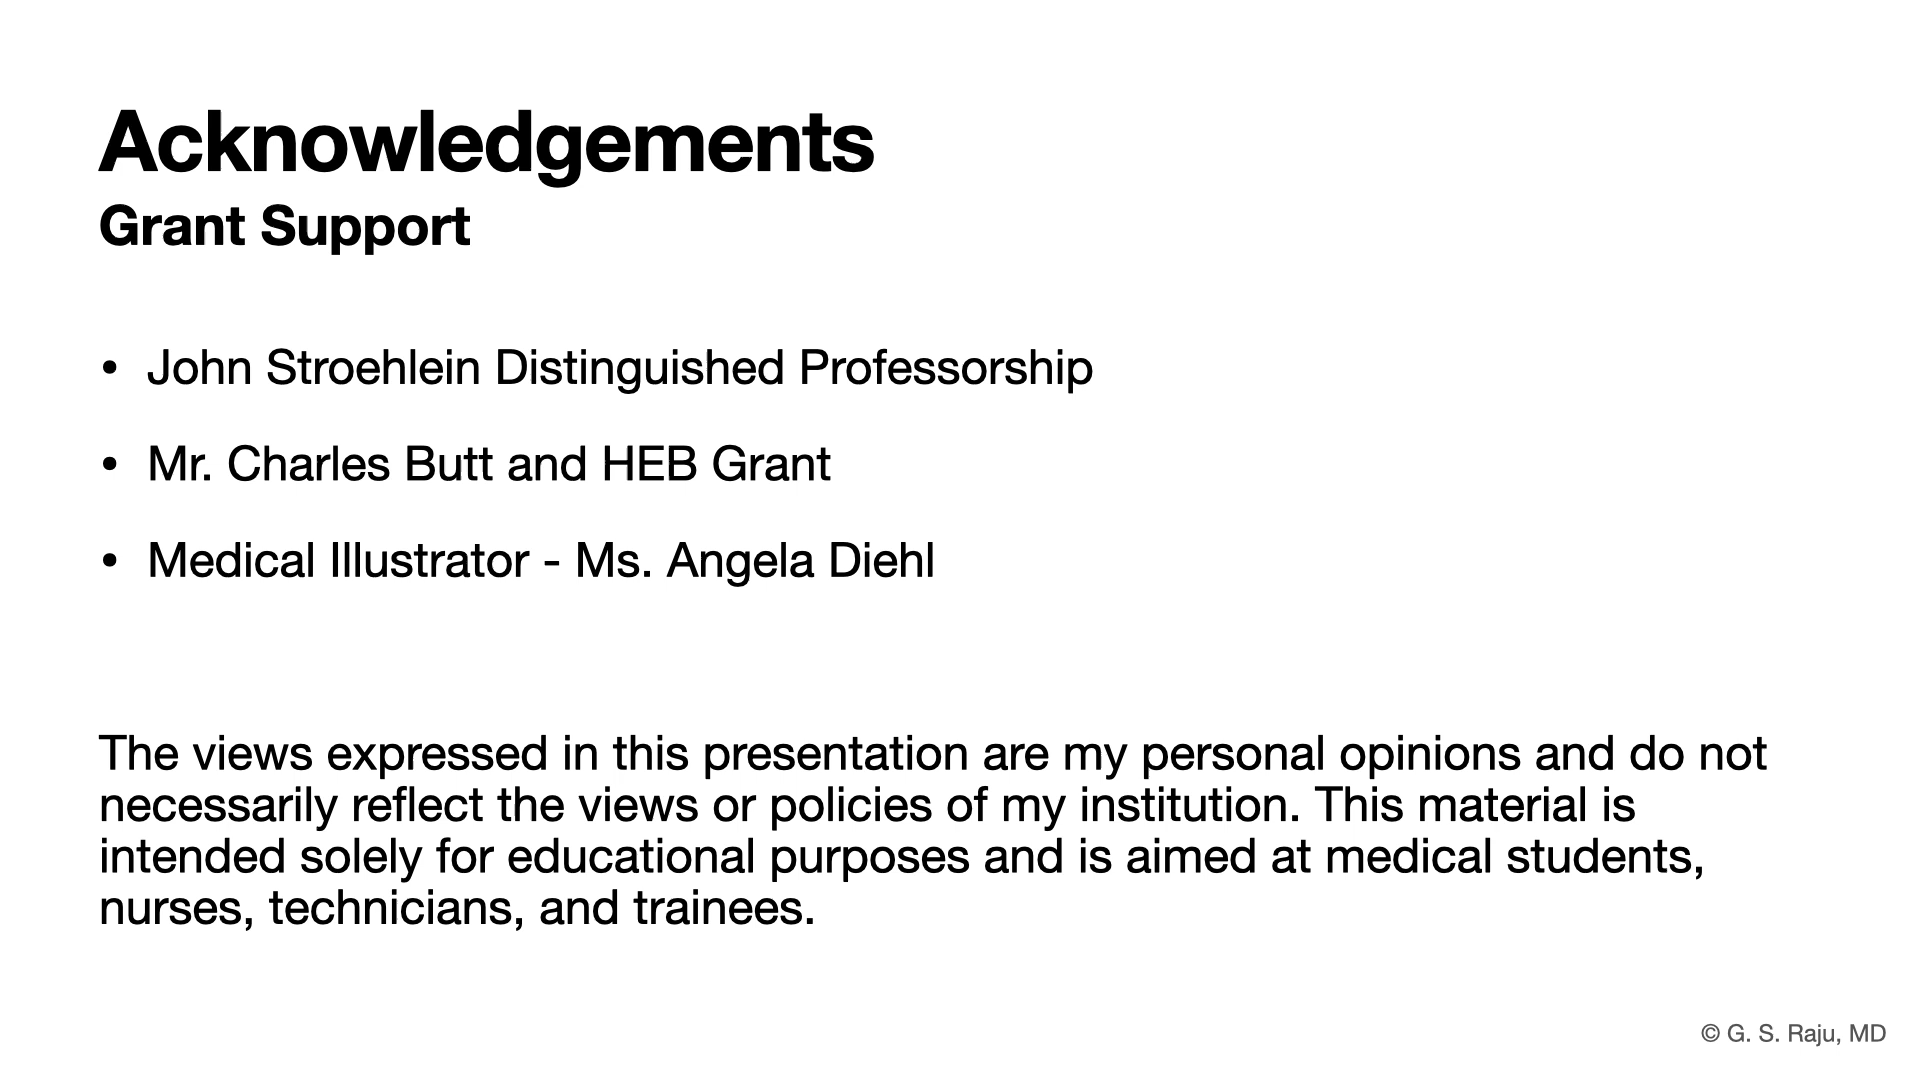 Acknowledgements
Grant Support
• John Stroehlein Distinguished Professorship
• Mr. Charles Butt and HEB Grant
• Medical Illustrator - Ms. Angela Diehl
The views expressed in this presentation are my personal opinions and do not
necessarily reflect the views or policies of my institution. This material is
intended solely for educational purposes and is aimed at medical students,
nurses, technicians, and trainees.
© G. S. Raju, MD